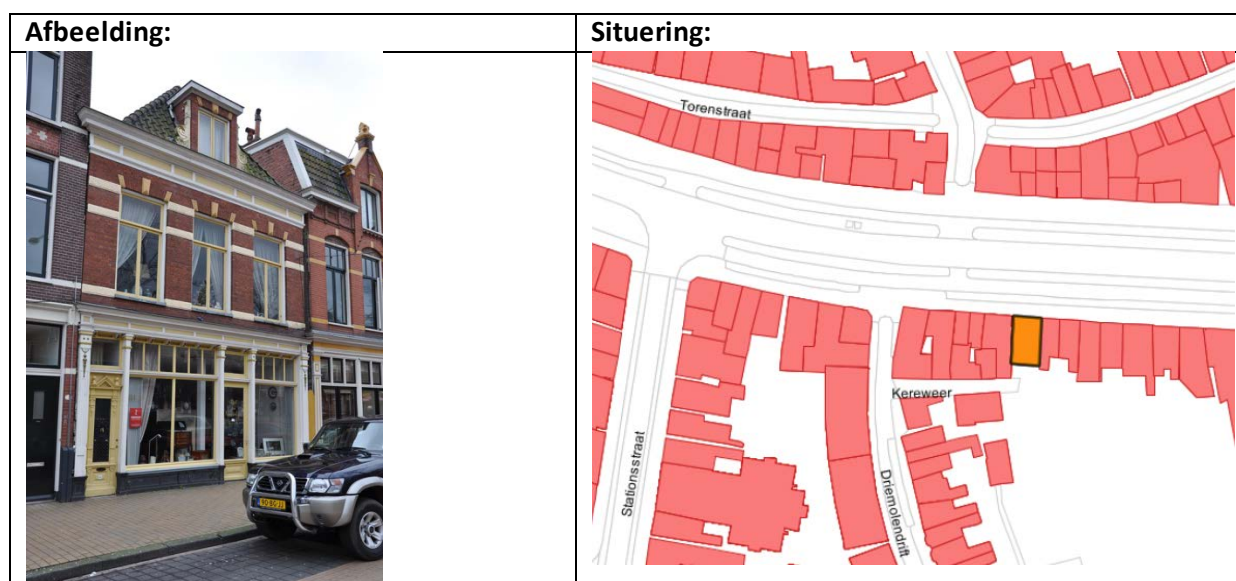 Afbeelding:
Situering:
Torenstraat
Kereweer
Stationsstraat
Driemolendrift